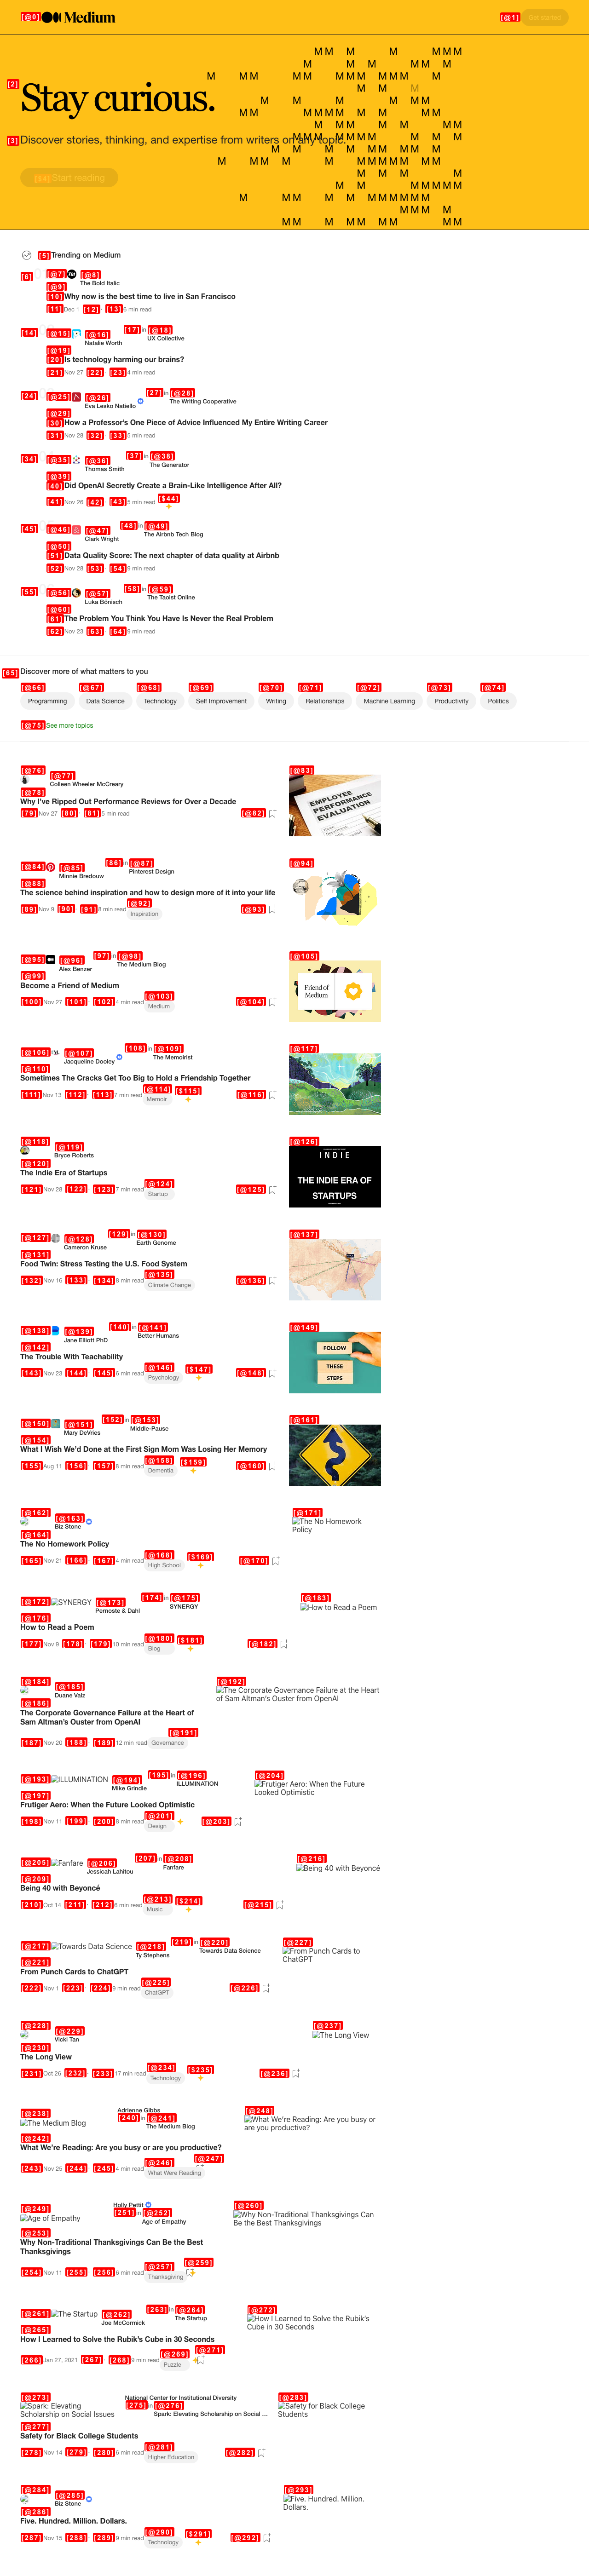 [@0] Medium [@1] Get started
[2] Stay curious.
[3] Discover stories, thinking, and expertise from writers on any topic.
Start reading
[5] Trending on Medium
[6] [@7] [@8]
The Bold Italic
[@9]
[10] Why now is the best time to live in San Francisco
[11] Dec 1 [12] [13] 5 min read
[14] [@15] [@16] [17] in [@18]
Natalie Worth UX Collective
[@19]
[20] Is technology harming our brains?
[21] Nov 27 [22] [23] 4 min read
[24] [@25] [@26] [27] in [@28]
Eva Lesko Natiello The Writing Cooperative
[@29]
[30] How a Professor's One Piece of Advice Influenced My Entire Writing Career
[31] Nov 28 [32] [33] 5 min read
[34] [@35] [@36] [37] in [@38]
Thomas Smith The Generator
[@39]
[40] Did OpenAI Secretly Create a Brain-Like Intelligence After All?
[41] Nov 26 [42] [43] 5 min read [$44]
[45] [@46] [@47] [48] in [@49]
Clark Wright The Airbnb Tech Blog
[@50]
[51] Data Quality Score: The next chapter of data quality at Airbnb
[52] Nov 28 [53] [54] 9 min read
[55] [@56] [@57] [58] in [@59]
Luka Bönisch The Taoist Online
[@60]
[61] The Problem You Think You Have Is Never the Real Problem
[62] Nov 23 [63] [64] 9 min read
[65] Discover more of what matters to you
[@66] [@67] [@68] [@69] [@70] [@71] [@72] [@73] [@74]
Programming Data Science Technology Self Improvement Writing Relationships Machine Learning Productivity Politics
[@75] See more topics
[@76] [@77] [@83]
Colleen Wheeler McCreary
[@78]
Why I've Ripped Out Performance Reviews for Over a Decade
EMPLOYEE PERFORMANCE EVALUATION
[79] Nov 27 [80] [81] 5 min read [@82]
[@84] [@85] [86] in [@87] [@94]
Minnie Bredouw Pinterest Design
[@88]
The science behind inspiration and how to design more of it into your life
[89] Nov 9 [90] [91] 8 min read [@92] Inspiration [@93]
[@95] [@96] [97] in [@98] [@105]
Alex Benzer The Medium Blog
[@99]
Become a Friend of Medium
Friend of Medium
[100] Nov 27 [101] [102] 4 min read [@103] Medium [@104]
[@106] [@107] [108] in [@109] [@117]
Jacqueline Dooley The Memoirist
[@110]
Sometimes The Cracks Get Too Big to Hold a Friendship Together
[111] Nov 13 [112] [113] 7 min read [@114] Memoir [$115] [@116]
[@118] [@119] [@126]
Bryce Roberts
[@120]
The Indie Era of Startups
INDIE
THE INDIE ERA OF
STARTUPS
[121] Nov 28 [122] [123] 7 min read [@124] Startup [@125]
[@127] [@128] [129] in [@130] [@137]
Cameron Kruse Earth Genome
[@131]
Food Twin: Stress Testing the U.S. Food System
[132] Nov 16 [133] [134] 8 min read [@135] Climate Change [@136]
[@138] [@139] [140] in [@141] [@149]
Jane Elliott PhD Better Humans
[@142]
The Trouble With Teachability
FOLLOW
THESE
STEPS
[143] Nov 23 [144] [145] 6 min read [@146] Psychology [$147] [@148]
[@150] [@151] [152] in [@153] [@161]
Mary DeVries Middle-Pause
[@154]
What I Wish We'd Done at the First Sign Mom Was Losing Her Memory
[155] Aug 11 [156] [157] 8 min read [@158] Dementia [$159] [@160]
[@162] [@163] [@171]
Biz Stone The No Homework Policy
[@164]
The No Homework Policy
[165] Nov 21 [166] [167] 4 min read [@168] High School [$169] [@170]
[@172] SYNERGY [@173] [174] in [@175] [@183]
Pernoste & Dahl SYNERGY How to Read a Poem
[@176]
How to Read a Poem
[177] Nov 9 [178] [179] 10 min read [@180] Blog [$181] [@182]
[@184] [@185] [@192]
Duane Valz The Corporate Governance Failure at the Heart of Sam Altman's Ouster from OpenAI
[@186]
The Corporate Governance Failure at the Heart of
Sam Altman's Ouster from OpenAI
[187] Nov 20 [188] [189] 12 min read [@191] Governance
[@193] ILLUMINATION [@194] [195] in [@196] [@204]
Mike Grindle ILLUMINATION Frutiger Aero: When the Future Looked Optimistic
[@197]
Frutiger Aero: When the Future Looked Optimistic
[198] Nov 11 [199] [200] 8 min read [@201] Design [@203]
[@205] Fanfare [@206] [207] in [@208] [@216]
Jessicah Lahitou Fanfare Being 40 with Beyoncé
[@209]
Being 40 with Beyoncé
[210] Oct 14 [211] [212] 6 min read [@213] Music [$214] [@215]
[@217] Towards Data Science [@218] [219] in [@220] [@227]
Ty Stephens Towards Data Science From Punch Cards to ChatGPT
[@221]
From Punch Cards to ChatGPT
[222] Nov 1 [223] [224] 9 min read [@225] ChatGPT [@226]
[@228] [@229] [@237]
Vicki Tan The Long View
[@230]
The Long View
[231] Oct 26 [232] [233] 17 min read [@234] Technology [$235] [@236]
[@238] Adrienne Gibbs [@248]
The Medium Blog [240] in [@241] The Medium Blog What We're Reading: Are you busy or are you productive?
[@242]
What We're Reading: Are you busy or are you productive?
[243] Nov 25 [244] [245] 4 min read [@246] What Were Reading [@247]
[@249] Holly Pettit [@260]
Age of Empathy [251] in [@252] Age of Empathy Why Non-Traditional Thanksgivings Can Be the Best Thanksgivings
[@253]
Why Non-Traditional Thanksgivings Can Be the Best
Thanksgivings
[254] Nov 11 [255] [256] 6 min read [@257] Thanksgiving [@259]
[@261] The Startup [@262] [263] in [@264] [@272]
Joe McCormick The Startup How I Learned to Solve the Rubik's Cube in 30 Seconds
[@265]
How I Learned to Solve the Rubik's Cube in 30 Seconds
[266] Jan 27, 2021 [267] [268] 9 min read [@269] Puzzle [@271]
[@273] National Center for Institutional Diversity [@283]
Spark: Elevating Scholarship on Social Issues [275] in [@276] Spark: Elevating Scholarship on Social ... Safety for Black College Students
[@277]
Safety for Black College Students
[278] Nov 14 [279] [280] 6 min read [@281] Higher Education [@282]
[@284] [@285] [@293]
Biz Stone Five. Hundred. Million. Dollars.
[@286]
Five. Hundred. Million. Dollars.
[287] Nov 15 [288] [289] 9 min read [@290] Technology [$291] [@292]